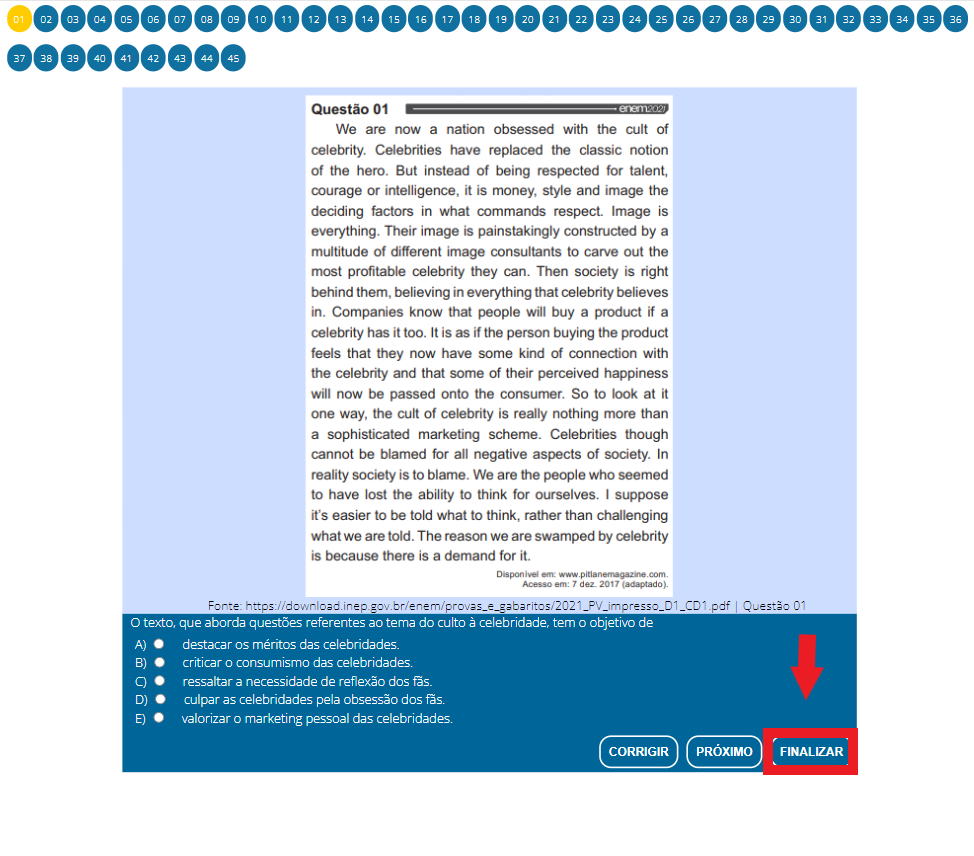 01 02 03 04 05 06 07 08 09 10 11 12 13 14 15 16 17 18 19 20 21 22 23 24 25 26 27 28 29 30 31 32 33 34 35 36
37 38 39 40 41 42 43 44 45
Questão 01 enem2021
We are now a nation obsessed with the cult of
celebrity. Celebrities have replaced the classic notion
of the hero. But instead of being respected for talent,
courage or intelligence, it is money, style and image the
deciding factors in what commands respect. Image is
everything. Their image is painstakingly constructed by a
multitude of different image consultants to carve out the
most profitable celebrity they can. Then society is right
behind them, believing in everything that celebrity believes
in. Companies know that people will buy a product if a
celebrity has it too. It is as if the person buying the product
feels that they now have some kind of connection with
the celebrity and that some of their perceived happiness
will now be passed onto the consumer. So to look at it
one way, the cult of celebrity is really nothing more than
a sophisticated marketing scheme. Celebrities though
cannot be blamed for all negative aspects of society. In
reality society is to blame. We are the people who seemed
to have lost the ability to think for ourselves. I suppose
it's easier to be told what to think, rather than challenging
what we are told. The reason we are swamped by celebrity
is because there is a demand for it.
Disponível em: www.pitlanemagazine.com.
Acesso em: 7 dez. 2017 (adaptado).
Fonte: https://download.inep.gov.br/enem/provas_e_gabaritos/2021_PV_impresso_D1_CD1.pdf | Questão 01
O texto, que aborda questões referentes ao tema do culto à celebridade, tem o objetivo de
A) destacar os méritos das celebridades.
B) criticar o consumismo das celebridades.
C) ressaltar a necessidade de reflexão dos fãs.
D) culpar as celebridades pela obsessão dos fãs.
E) valorizar o marketing pessoal das celebridades.
CORRIGIR PRÓXIMO FINALIZAR